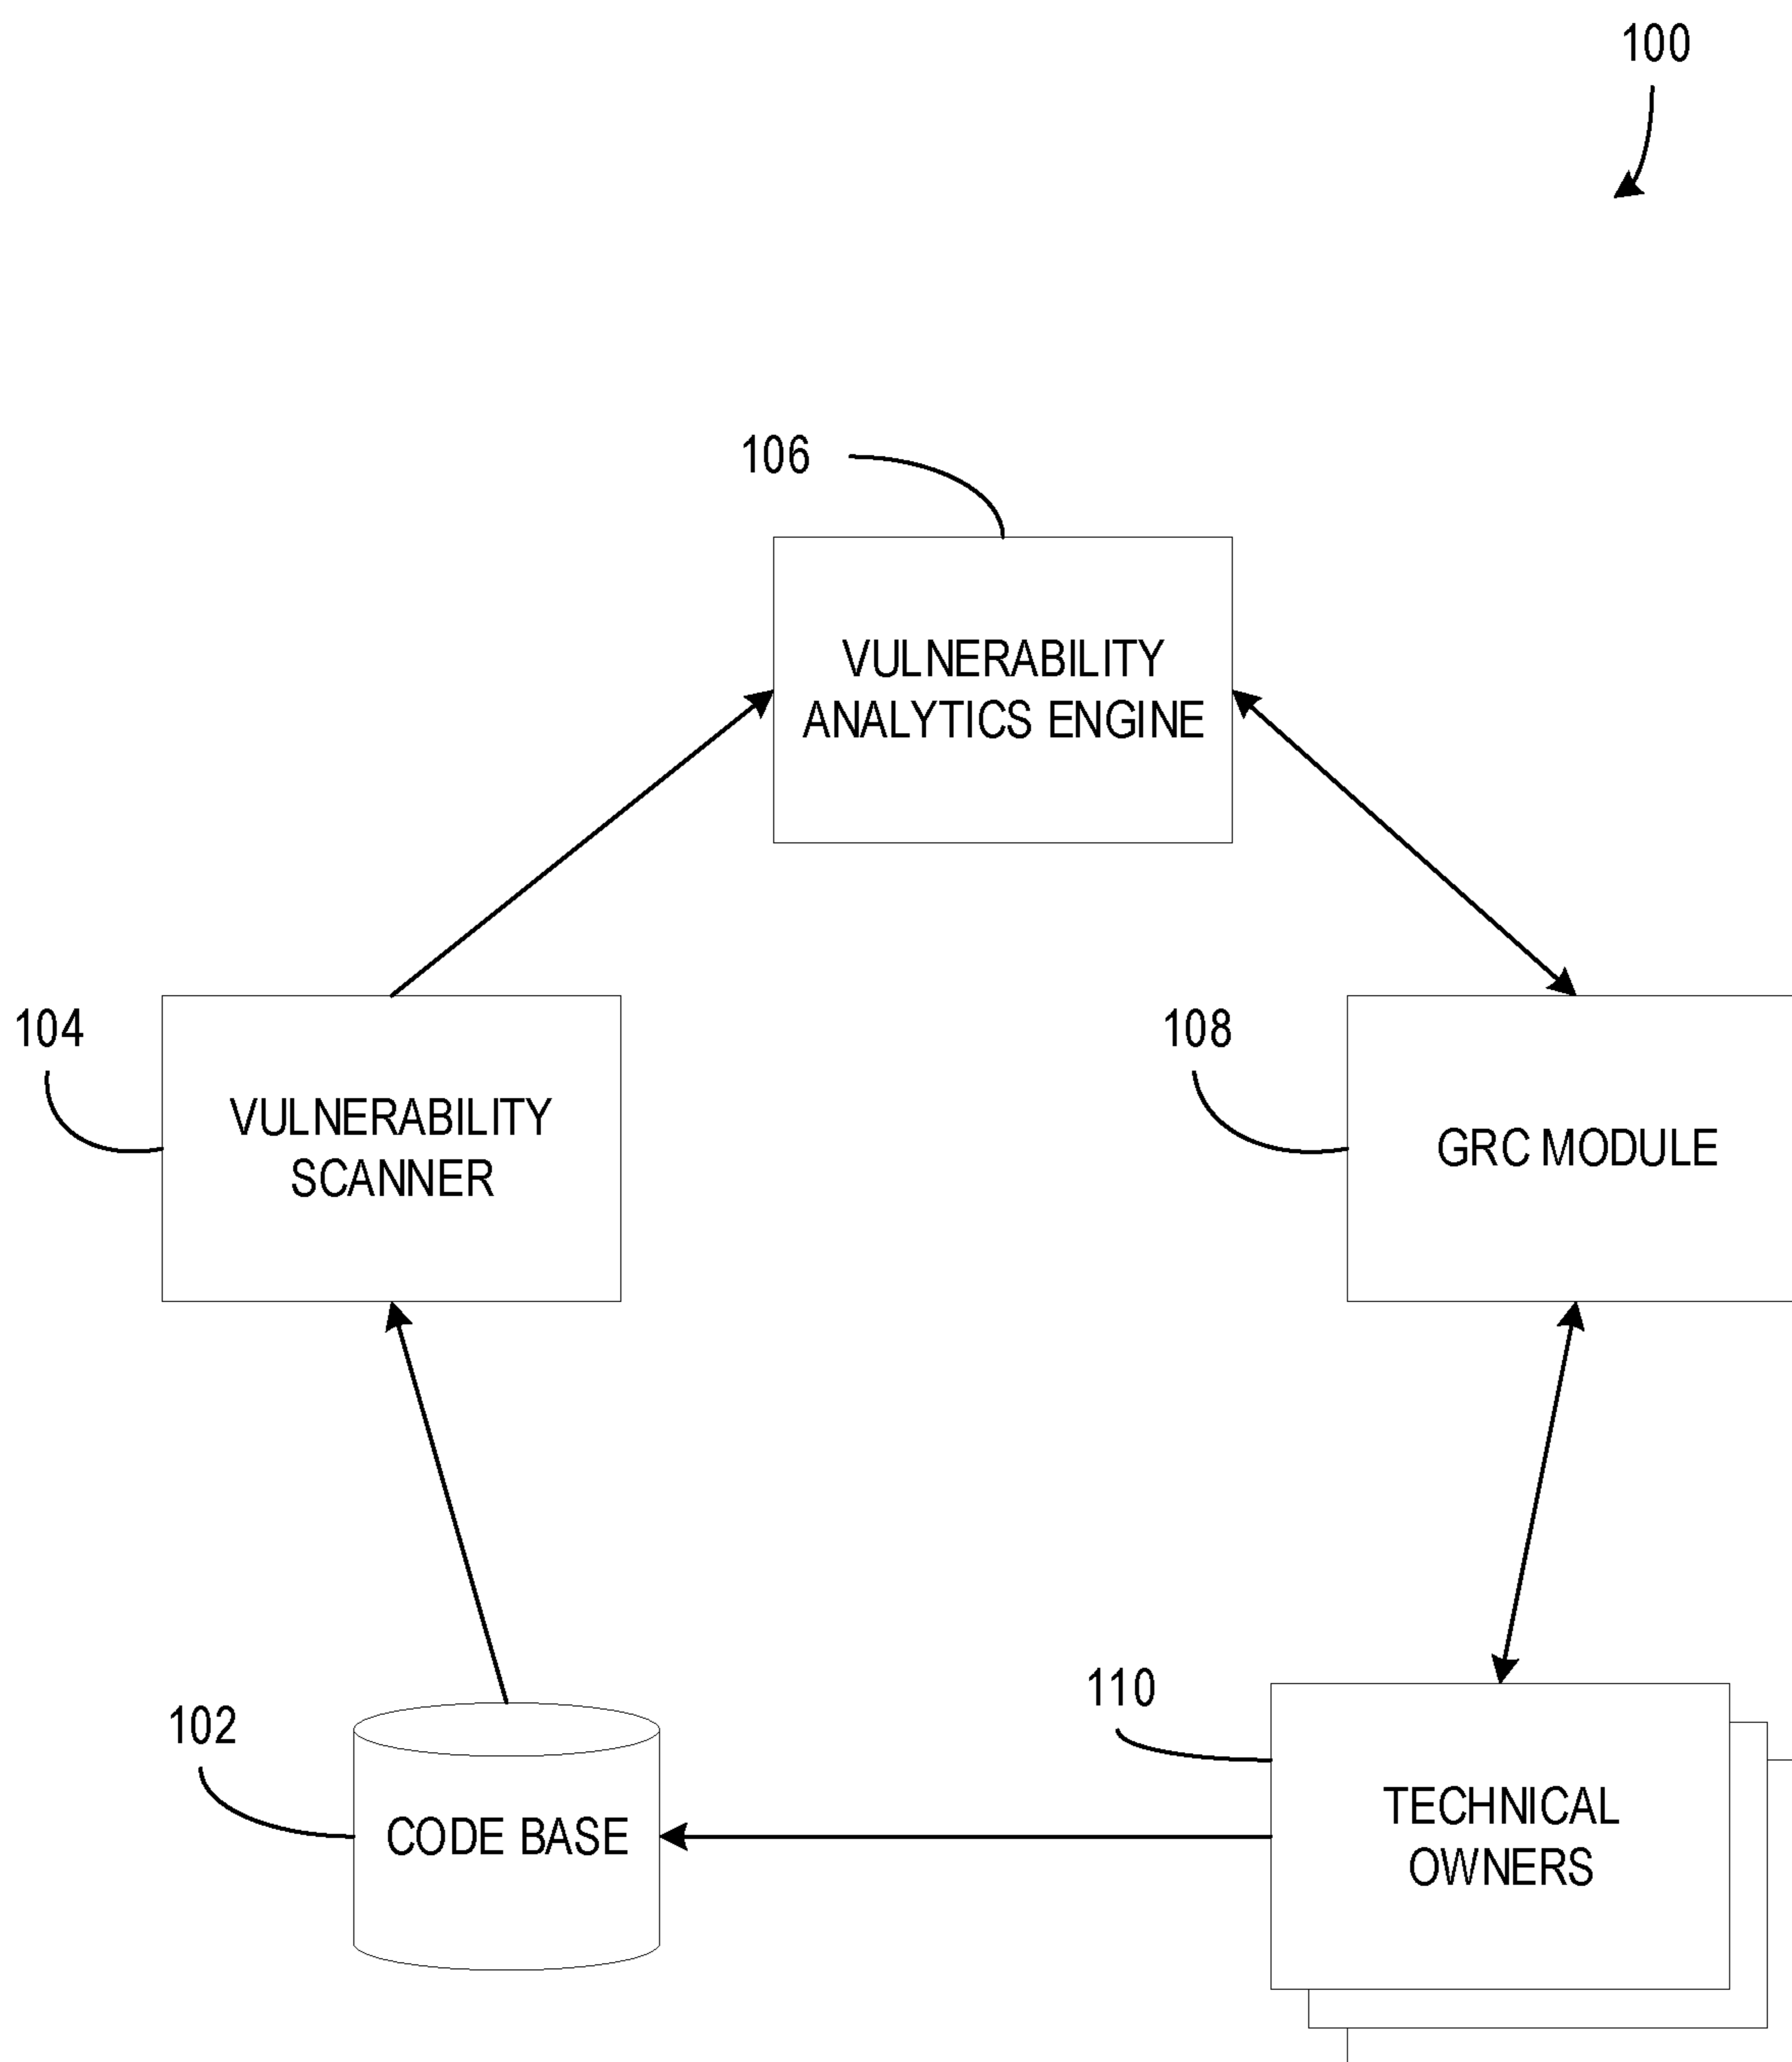 100
106
VULNERABILITY
ANALYTICS ENGINE
104
108
VULNERABILITY
SCANNER
GRC MODULE
110
102
TECHNICAL
OWNERS
CODE BASE